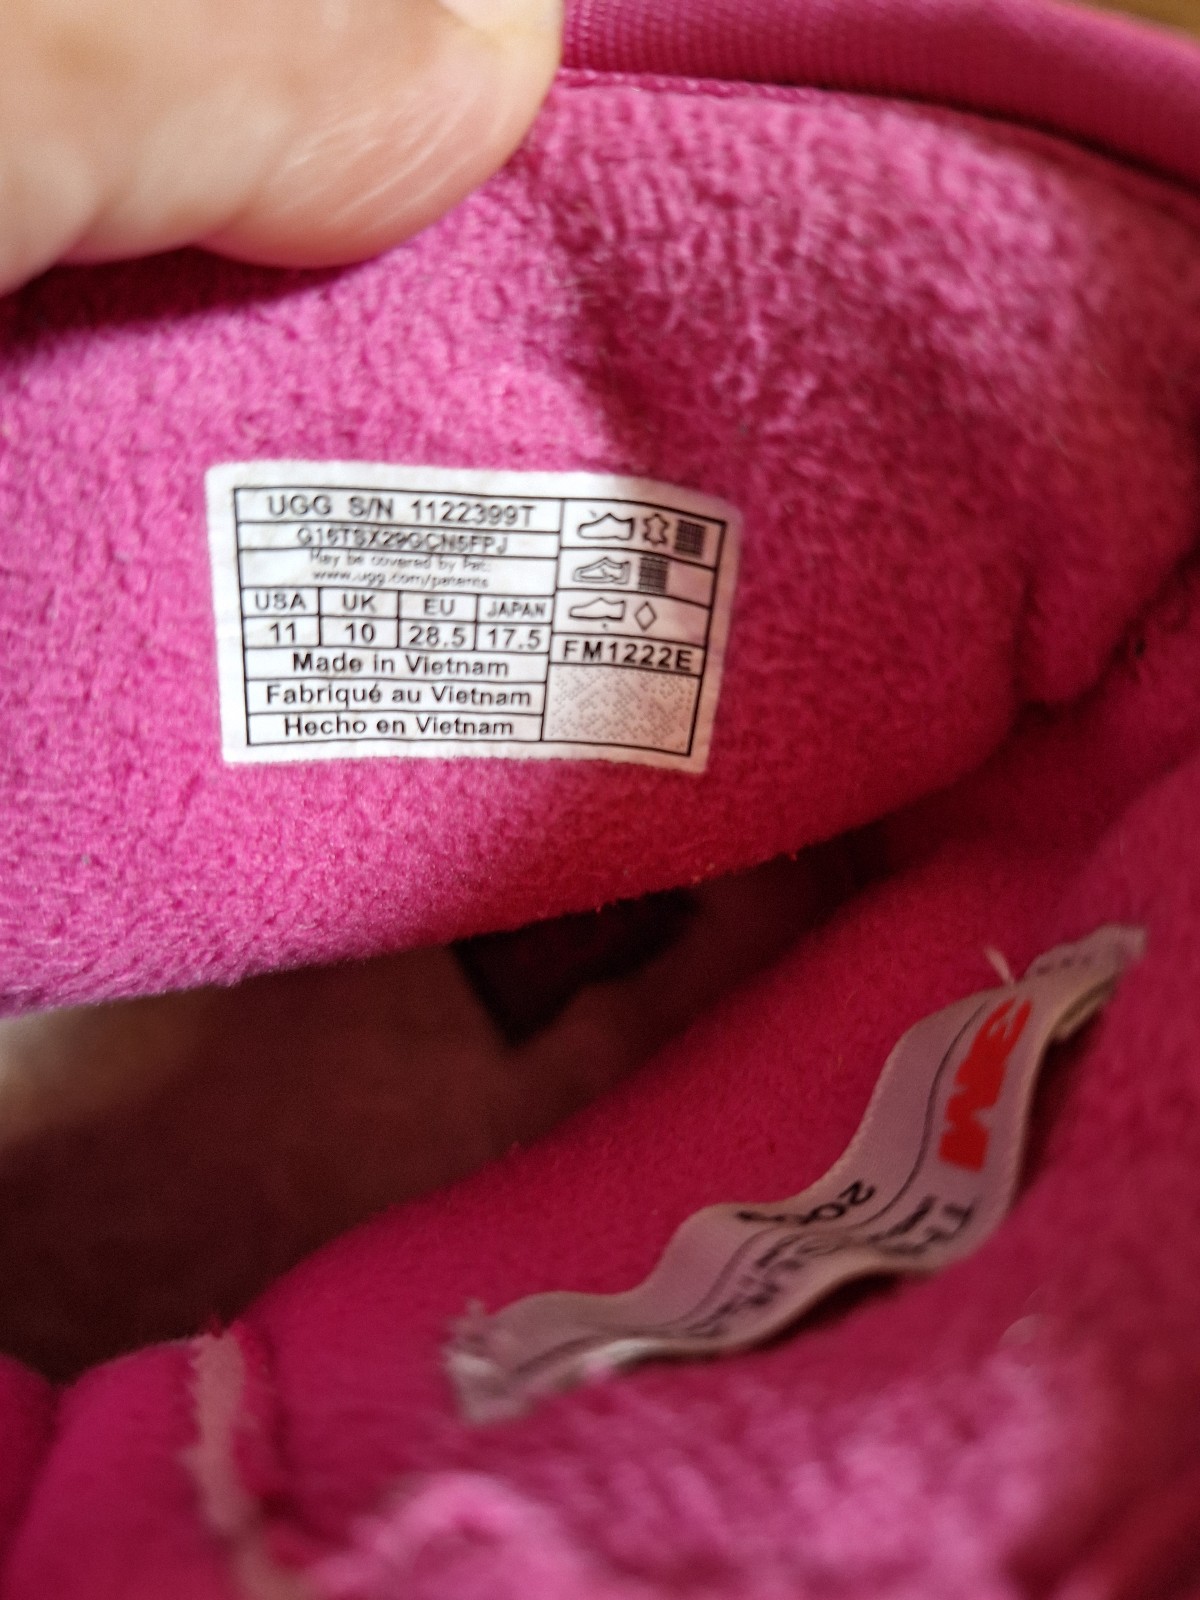 UGG S/N 1122399T
G16TSX29GCN5FPJ
May be covered by Pat:
www.ugg.com/patents
USA UK EU JAPAN
11 10 28.5 17.5
Made in Vietnam
Fabriqué au Vietnam
Hecho en Vietnam
FM1222E
3M